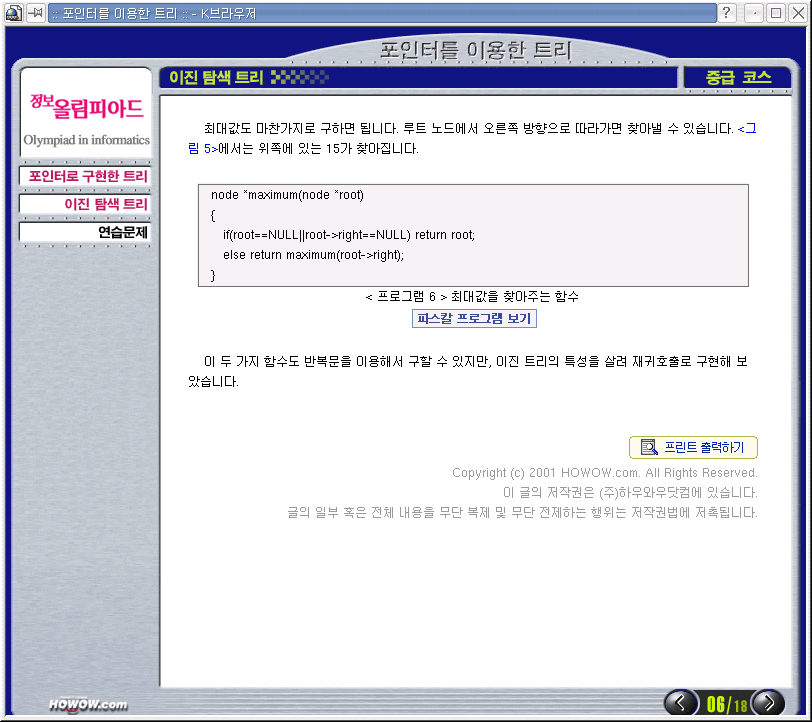 :: 포인터를 이용한 트리 :: - K브라우저
포인터를 이용한 트리
이진 탐색 트리
중급 코스
정보올림피아드
Olympiad in informatics
포인터로 구현한 트리
이진 탐색 트리
연습문제
최대값도 마찬가지로 구하면 됩니다. 루트 노드에서 오른쪽 방향으로 따라가면 찾아낼 수 있습니다. <그
림 5>에서는 위쪽에 있는 15가 찾아집니다.
node *maximum(node *root)
{
if(root==NULL||root->right==NULL) return root;
else return maximum(root->right);
}
< 프로그램 6 > 최대값을 찾아주는 함수
파스칼 프로그램 보기
이 두 가지 함수도 반복문을 이용해서 구할 수 있지만, 이진 트리의 특성을 살려 재귀호출로 구현해 보
았습니다.
프린트 출력하기
Copyright (c) 2001 HOWOW.com. All Rights Reserved.
이 글의 저작권은 (주)하우와우닷컴에 있습니다.
글의 일부 혹은 전체 내용을 무단 복제 및 무단 전제하는 행위는 저작권법에 저촉됩니다.
HOWOW.com
06/18